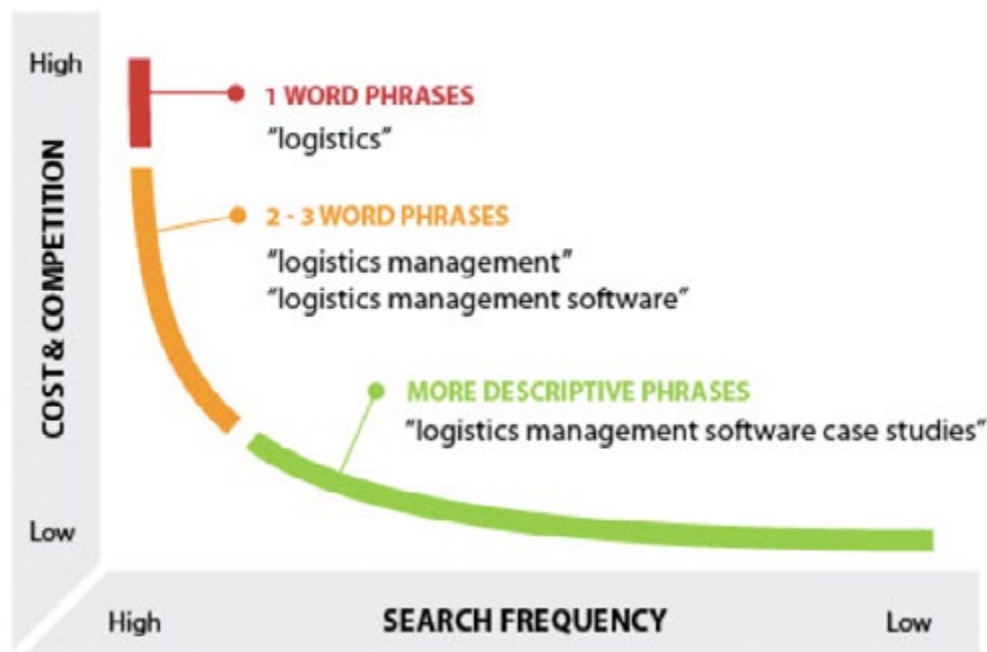 High
COST & COMPETITION
Low
1 WORD PHRASES
“logistics”
2 - 3 WORD PHRASES
“logistics management”
“logistics management software”
MORE DESCRIPTIVE PHRASES
“logistics management software case studies”
High
SEARCH FREQUENCY
Low